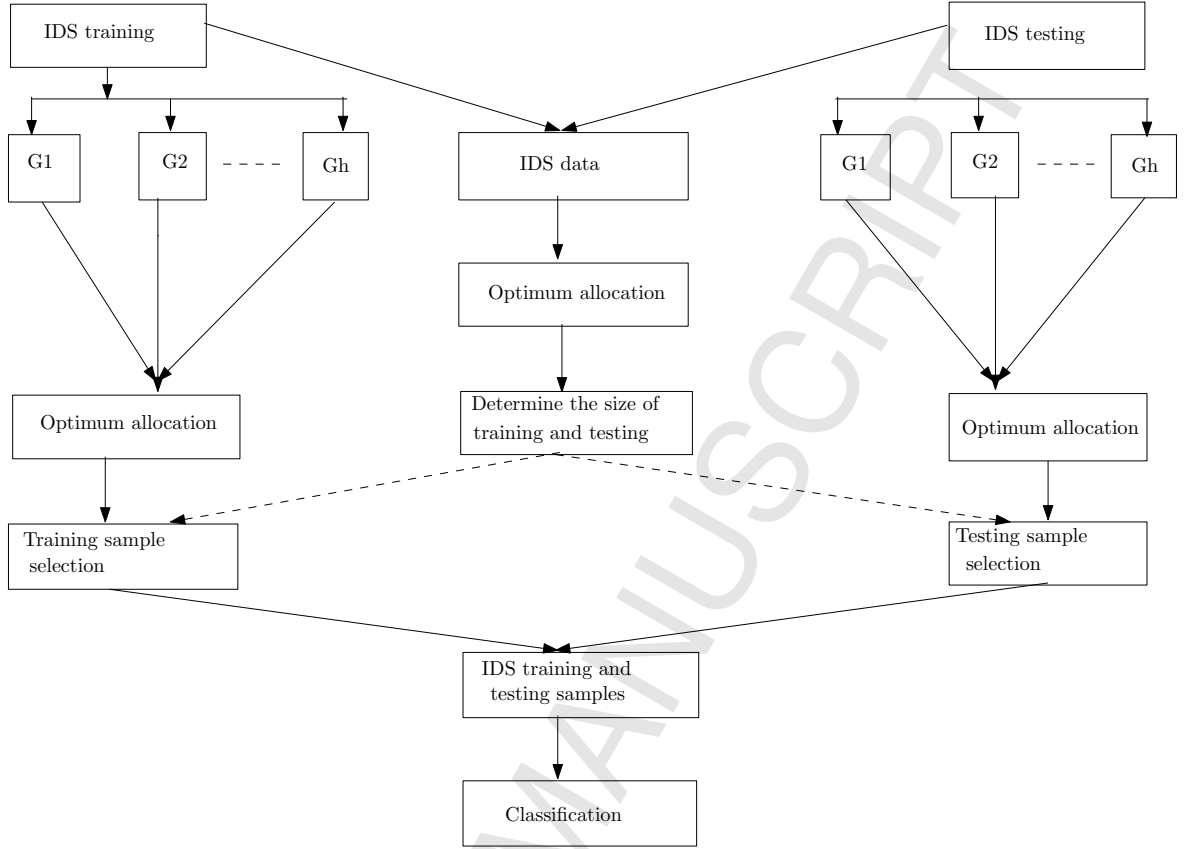 IDS training
IDS testing
G1
G2
Gh
IDS data
G1
G2
Gh
Optimum allocation
Optimum allocation
Determine the size of
training and testing
Optimum allocation
Training sample
selection
Testing sample
selection
IDS training and
testing samples
Classification
MANUSCRIPT